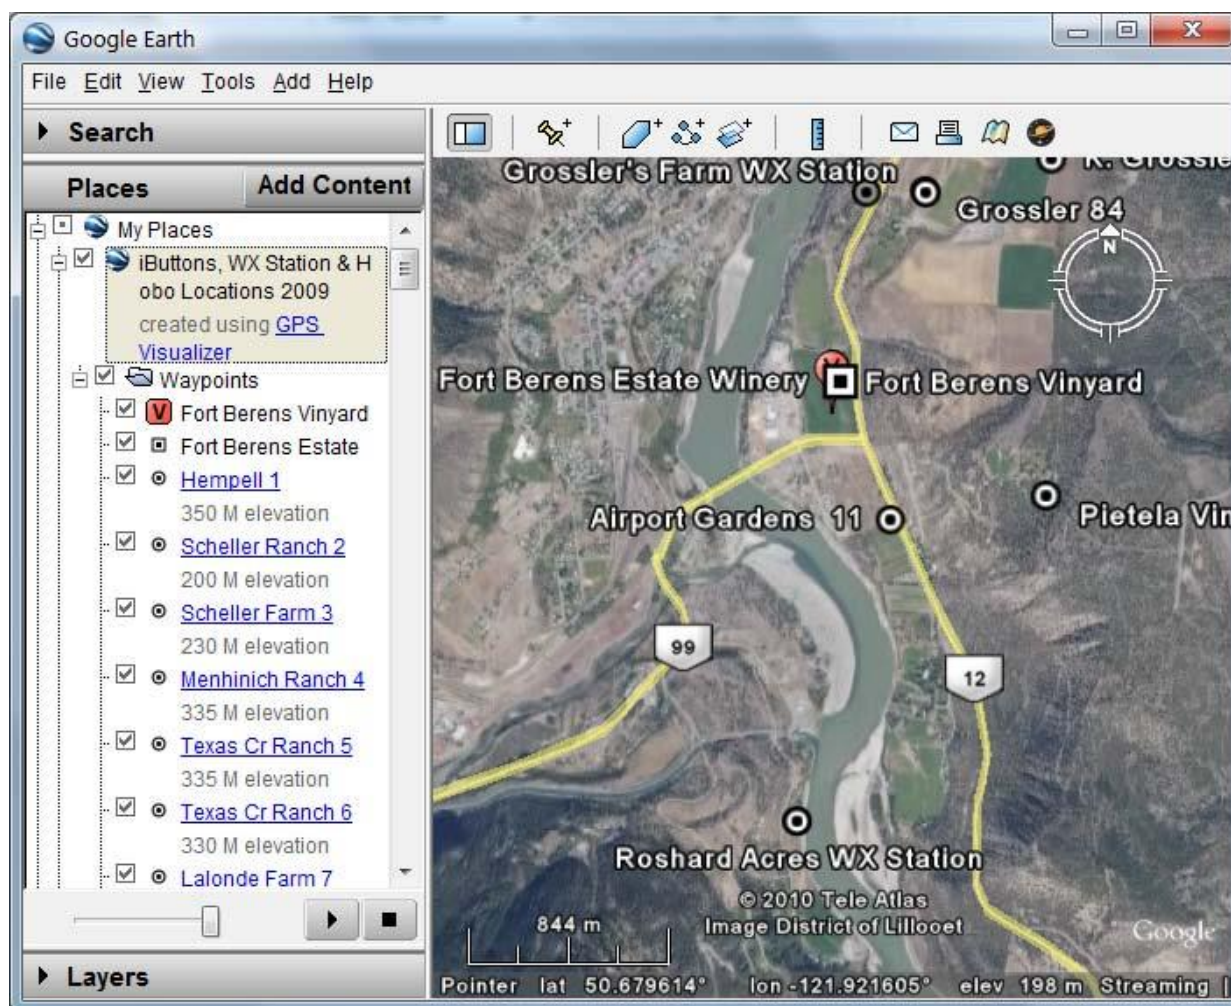 Google Earth
File Edit View Tools Add Help
Search
Places Add Content
My Places
iButtons, WX Station & H
obo Locations 2009
created using GPS
Visualizer
Waypoints
Fort Berens Vinyard
Fort Berens Estate
Hempell 1
350 M elevation
Scheller Ranch 2
200 M elevation
Scheller Farm 3
230 M elevation
Menhinich Ranch 4
335 M elevation
Texas Cr Ranch 5
335 M elevation
Texas Cr Ranch 6
330 M elevation
Lalonde Farm 7
Layers
K. Grossle
Grossler's Farm WX Station
Grossler 84
N
V
Fort Berens Estate Winery
Fort Berens Vinyard
Airport Gardens 11
Pietela Vin
99
12
Roshard Acres WX Station
© 2010 Tele Atlas
Image District of Lillooet
844 m
Google
Pointer lat 50.679614° lon -121.921605° elev 198 m Streaming